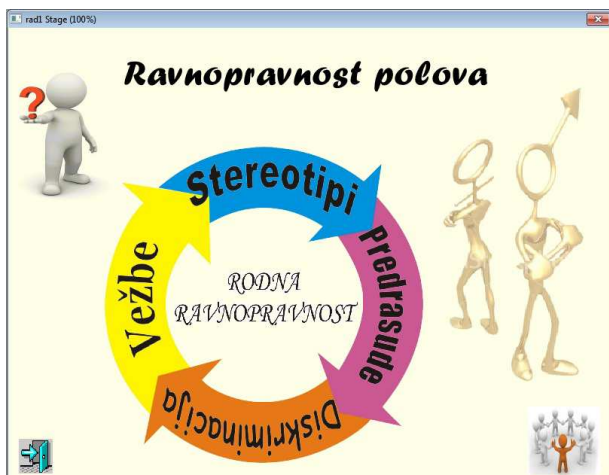 rad1 Stage (100%)
Ravnopravnost polova
?
Stereotipi
Predrasude
Diskriminacija
Vežbe
RODNA
RAVNOPRAVNOST